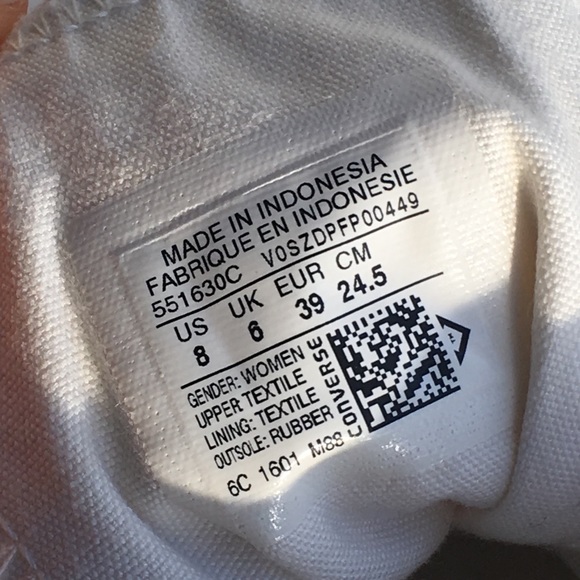 MADE IN INDONESIA
FABRIQUE EN INDONESIE
551630C V0SZDPFP00449
US UK EUR CM
8 6 39 24.5
GENDER: WOMEN
UPPER TEXTILE
LINING: TEXTILE
OUTSOLE: RUBBER
6C 1601 M88
CONVERSE